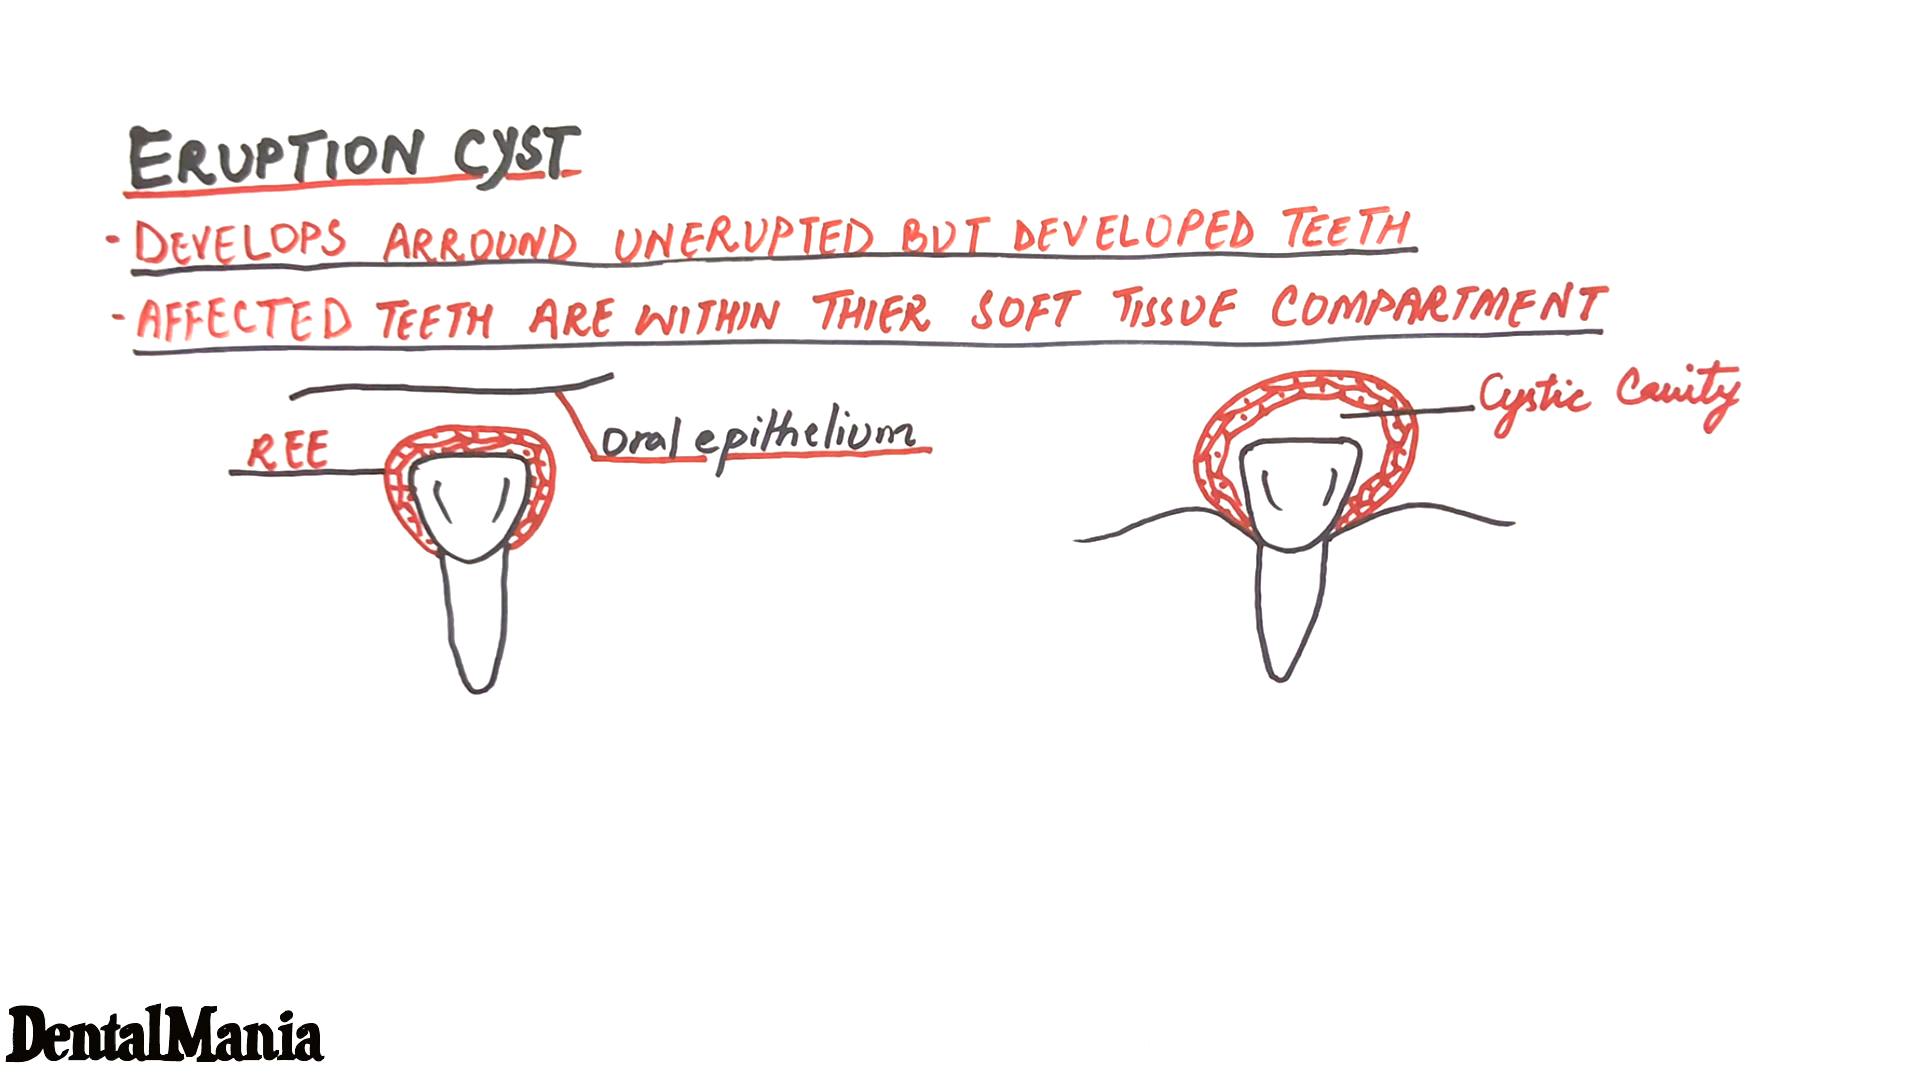 ERUPTION CYST
- DEVELOPS ARROUND UNERUPTED BUT DEVELOPED TEETH
- AFFECTED TEETH ARE WITHIN THIER SOFT TISSUE COMPARTMENT
Cystic Cavity
REE
Oral epithelium
DentalMania